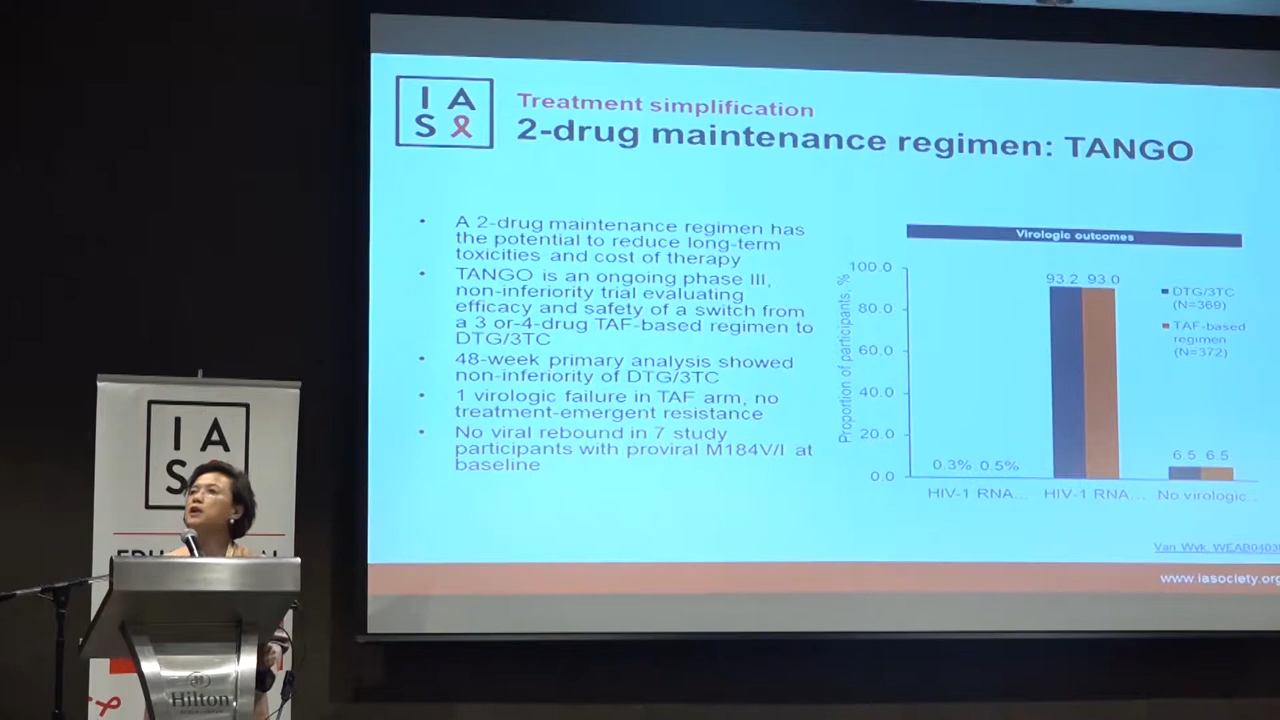 I A
S
Treatment simplification
2-drug maintenance regimen: TANGO
• A 2-drug maintenance regimen has
the potential to reduce long-term
toxicities and cost of therapy
• TANGO is an ongoing phase III,
non-inferiority trial evaluating
efficacy and safety of a switch from
a 3 or-4-drug TAF-based regimen to
DTG/3TC
• 48-week primary analysis showed
non-inferiority of DTG/3TC
• 1 virologic failure in TAF arm, no
treatment-emergent resistance
• No viral rebound in 7 study
participants with proviral M184V/I at
baseline
Virologic outcomes
Proportion of participants, %
100.0
80.0
60.0
40.0
20.0
0.0
0.3% 0.5%
93.2 93.0
6.5 6.5
HIV-1 RNA... HIV-1 RNA... No virologic...
DTG/3TC
(N=369)
TAF-based
regimen
(N=372)
Van Wyk, WEAB0403
www.iasociety.org
I A
S
Hilton